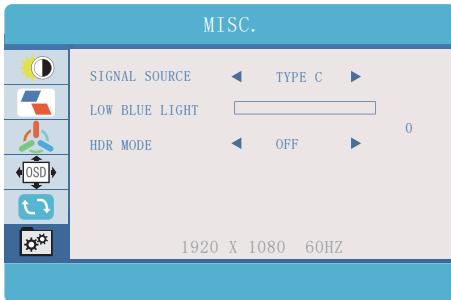 MISC.
SIGNAL SOURCE TYPE C
LOW BLUE LIGHT
0
HDR MODE OFF
OSD
1920 X 1080 60HZ